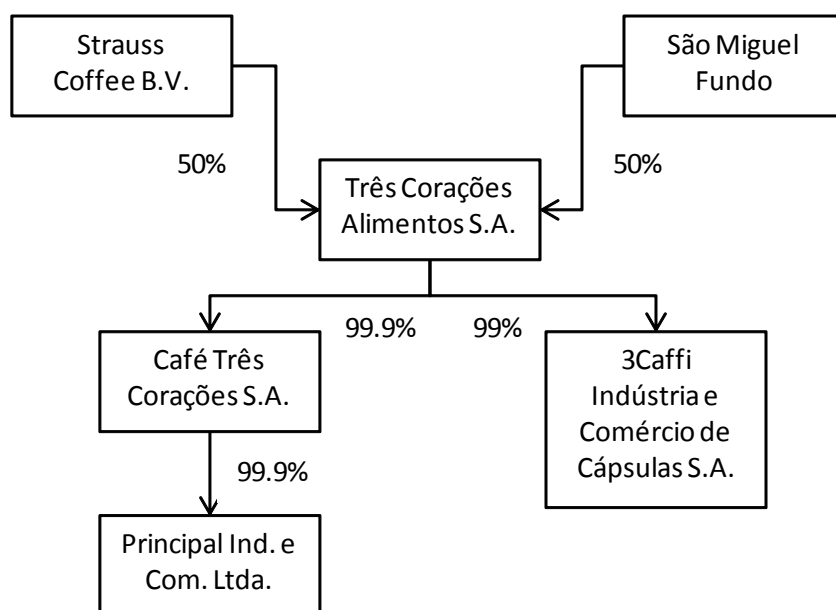 Strauss
Coffee B.V.
São Miguel
Fundo
50%
50%
Três Corações
Alimentos S.A.
99.9%
99%
Café Três
Corações S.A.
3Caffi
Indústria e
Comércio de
Cápsulas S.A.
99.9%
Principal Ind. e
Com. Ltda.